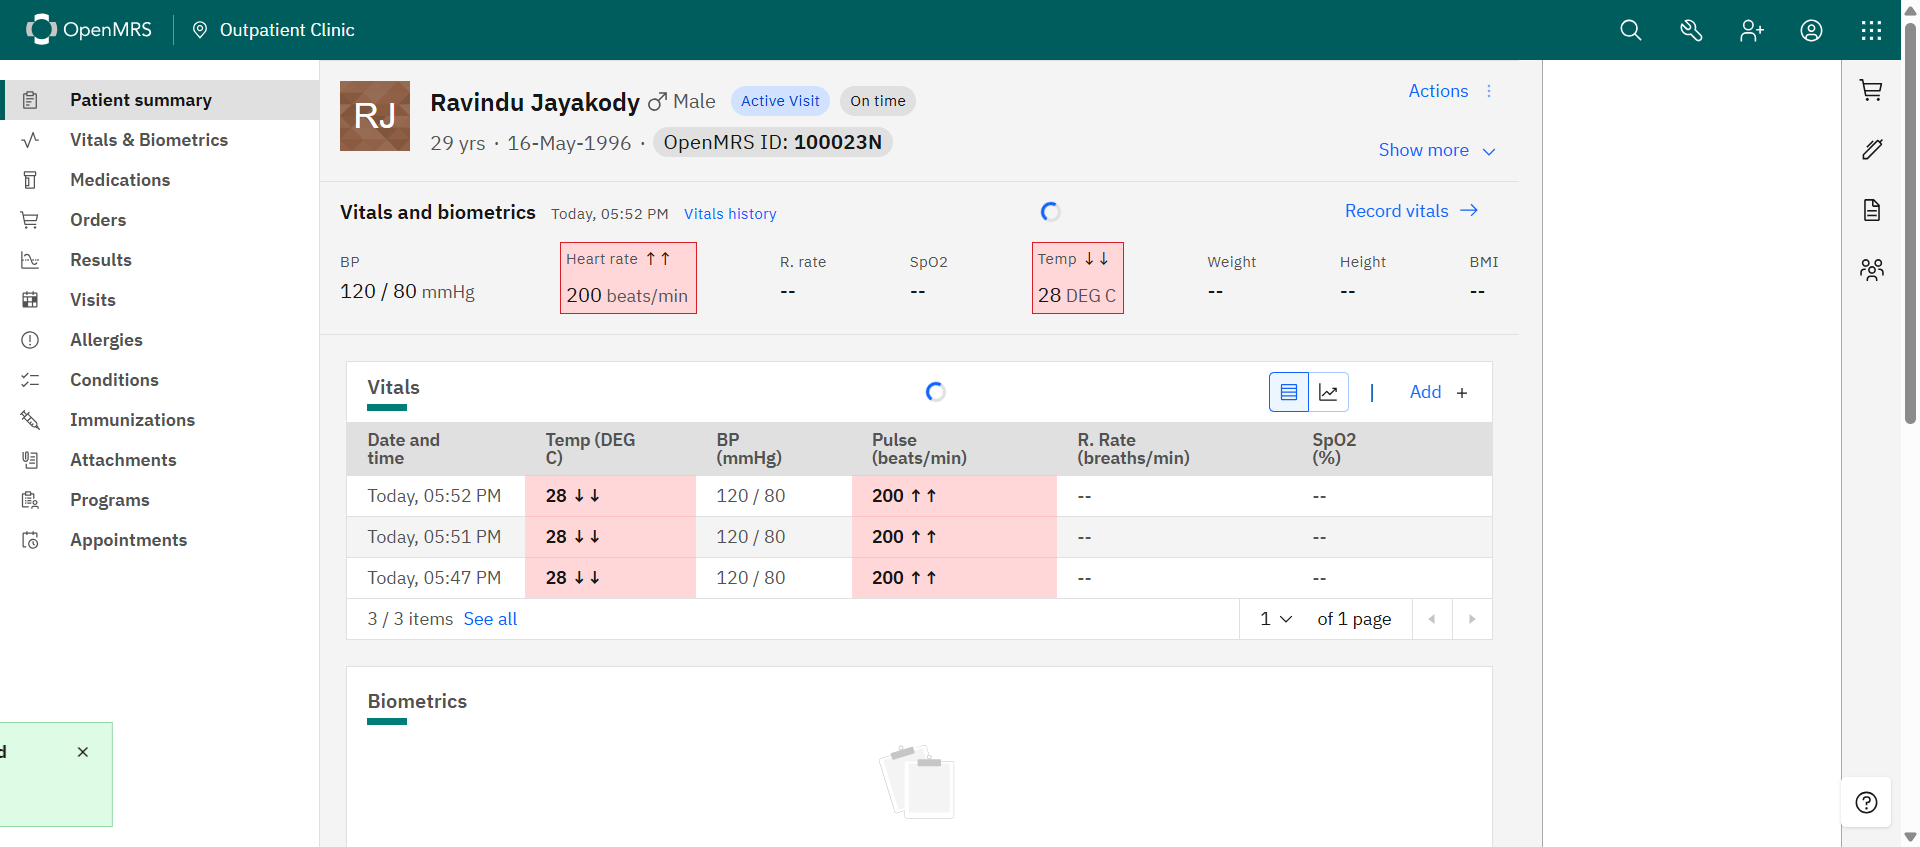 OpenMRS
Outpatient Clinic
Patient summary
Vitals & Biometrics
Medications
Orders
Results
Visits
Allergies
Conditions
Immunizations
Attachments
Programs
Appointments
RJ
Ravindu Jayakody Male Active Visit On time
29 yrs · 16-May-1996 · OpenMRS ID: 100023N
Actions
Show more
Vitals and biometrics Today, 05:52 PM Vitals history
Record vitals →
BP
120 / 80 mmHg
Heart rate ↑↑
200 beats/min
R. rate
--
SpO2
--
Temp ↓↓
28 DEG C
Weight
--
Height
--
BMI
--
Vitals
Add +
Date and time Temp (DEG C) BP (mmHg) Pulse (beats/min) R. Rate (breaths/min) SpO2 (%)
Today, 05:52 PM 28 ↓↓ 120 / 80 200 ↑↑ -- --
Today, 05:51 PM 28 ↓↓ 120 / 80 200 ↑↑ -- --
Today, 05:47 PM 28 ↓↓ 120 / 80 200 ↑↑ -- --
3 / 3 items See all
1 of 1 page
Biometrics